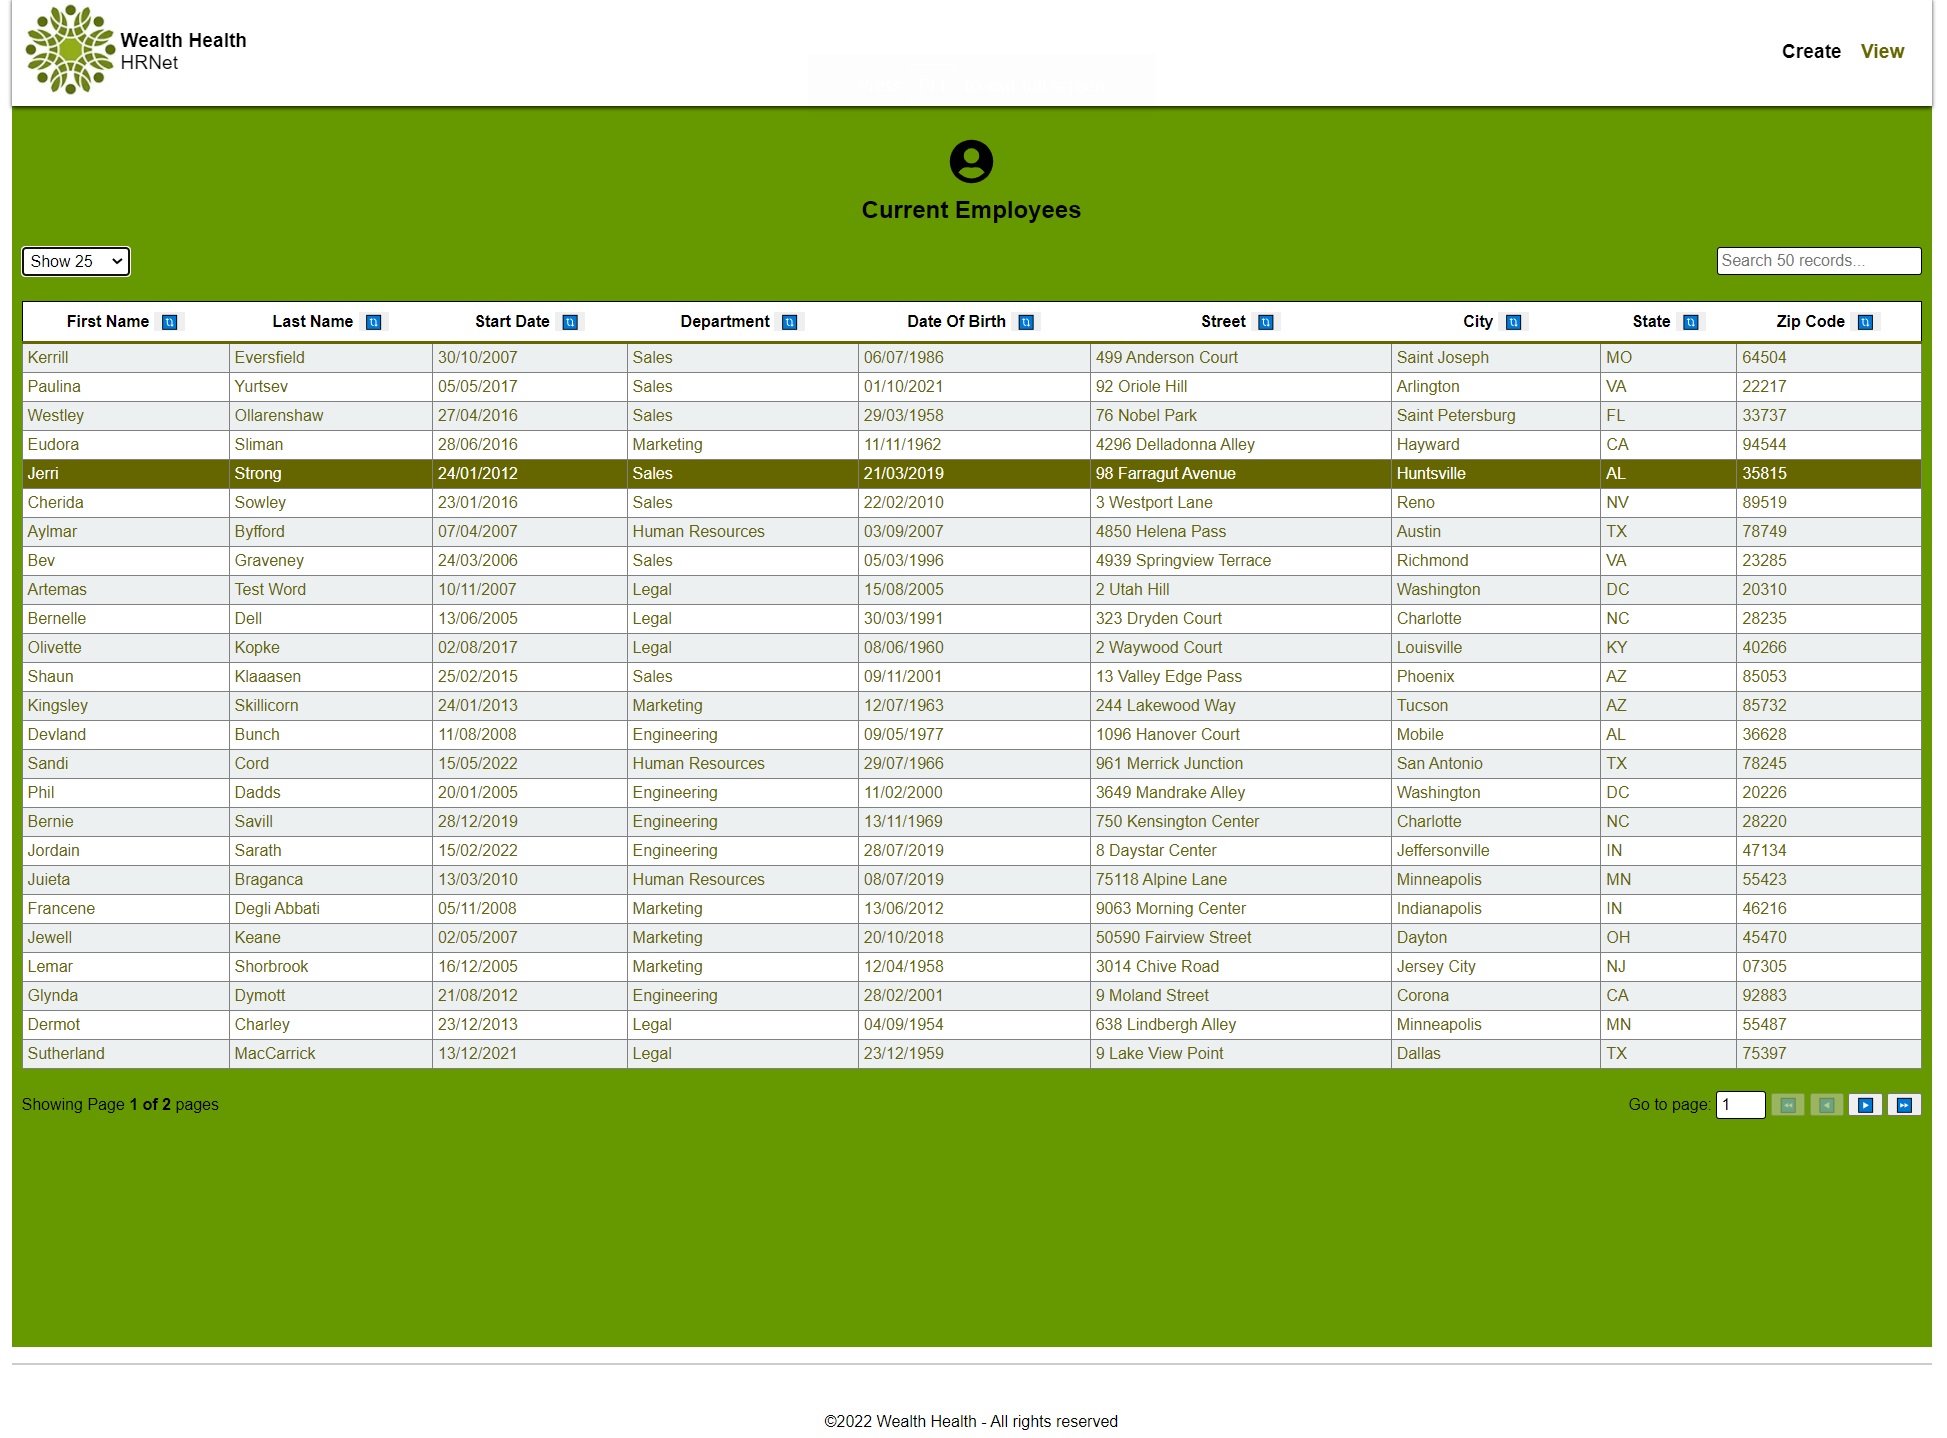 Wealth Health
HRNet
Create View
Current Employees
Show 25
Search 50 records...
First Name Last Name Start Date Department Date Of Birth Street City State Zip Code
Kerrill Eversfield 30/10/2007 Sales 06/07/1986 499 Anderson Court Saint Joseph MO 64504
Paulina Yurtsev 05/05/2017 Sales 01/10/2021 92 Oriole Hill Arlington VA 22217
Westley Ollarenshaw 27/04/2016 Sales 29/03/1958 76 Nobel Park Saint Petersburg FL 33737
Eudora Sliman 28/06/2016 Marketing 11/11/1962 4296 Delladonna Alley Hayward CA 94544
Jerri Strong 24/01/2012 Sales 21/03/2019 98 Farragut Avenue Huntsville AL 35815
Cherida Sowley 23/01/2016 Sales 22/02/2010 3 Westport Lane Reno NV 89519
Aylmar Byfford 07/04/2007 Human Resources 03/09/2007 4850 Helena Pass Austin TX 78749
Bev Graveney 24/03/2006 Sales 05/03/1996 4939 Springview Terrace Richmond VA 23285
Artemas Test Word 10/11/2007 Legal 15/08/2005 2 Utah Hill Washington DC 20310
Bernelle Dell 13/06/2005 Legal 30/03/1991 323 Dryden Court Charlotte NC 28235
Olivette Kopke 02/08/2017 Legal 08/06/1960 2 Waywood Court Louisville KY 40266
Shaun Klaaasen 25/02/2015 Sales 09/11/2001 13 Valley Edge Pass Phoenix AZ 85053
Kingsley Skillicorn 24/01/2013 Marketing 12/07/1963 244 Lakewood Way Tucson AZ 85732
Devland Bunch 11/08/2008 Engineering 09/05/1977 1096 Hanover Court Mobile AL 36628
Sandi Cord 15/05/2022 Human Resources 29/07/1966 961 Merrick Junction San Antonio TX 78245
Phil Dadds 20/01/2005 Engineering 11/02/2000 3649 Mandrake Alley Washington DC 20226
Bernie Savill 28/12/2019 Engineering 13/11/1969 750 Kensington Center Charlotte NC 28220
Jordain Sarath 15/02/2022 Engineering 28/07/2019 8 Daystar Center Jeffersonville IN 47134
Juieta Braganca 13/03/2010 Human Resources 08/07/2019 75118 Alpine Lane Minneapolis MN 55423
Francene Degli Abbati 05/11/2008 Marketing 13/06/2012 9063 Morning Center Indianapolis IN 46216
Jewell Keane 02/05/2007 Marketing 20/10/2018 50590 Fairview Street Dayton OH 45470
Lemar Shorbrook 16/12/2005 Marketing 12/04/1958 3014 Chive Road Jersey City NJ 07305
Glynda Dymott 21/08/2012 Engineering 28/02/2001 9 Moland Street Corona CA 92883
Dermot Charley 23/12/2013 Legal 04/09/1954 638 Lindbergh Alley Minneapolis MN 55487
Sutherland MacCarrick 13/12/2021 Legal 23/12/1959 9 Lake View Point Dallas TX 75397
Showing Page 1 of 2 pages
Go to page: 1
©2022 Wealth Health - All rights reserved